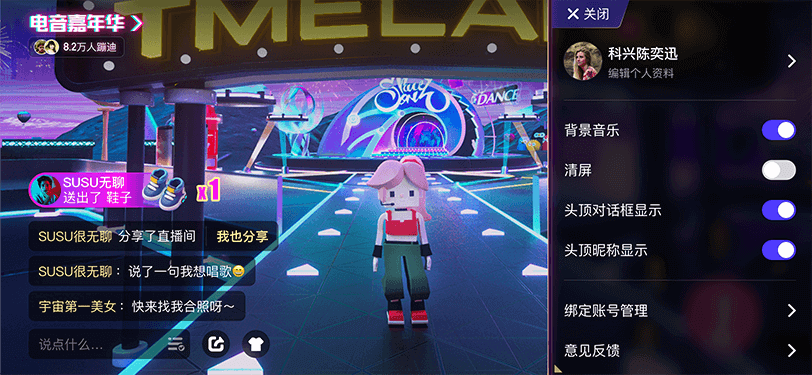 电音嘉年华
8.2万人蹦迪
TMELA
DANCE
SUSU无聊
送出了 鞋子
x1
SUSU很无聊 分享了直播间 我也分享
SUSU很无聊：说了一句我想唱歌😄
宇宙第一美女：快来找我合照呀～
说点什么...
关闭
科兴陈奕迅
编辑个人资料
背景音乐
清屏
头顶对话框显示
头顶昵称显示
绑定账号管理
意见反馈